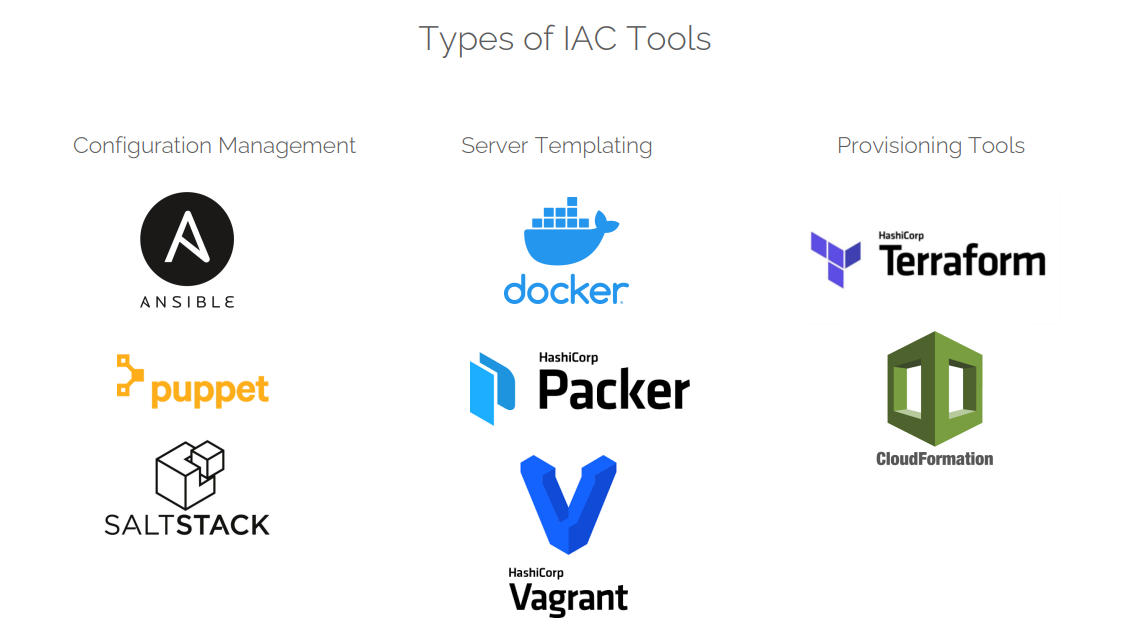 Types of IAC Tools
Configuration Management
Server Templating
Provisioning Tools
ANSIBLE
puppet
SALTSTACK
docker
HashiCorp
Packer
HashiCorp
Vagrant
HashiCorp
Terraform
CloudFormation